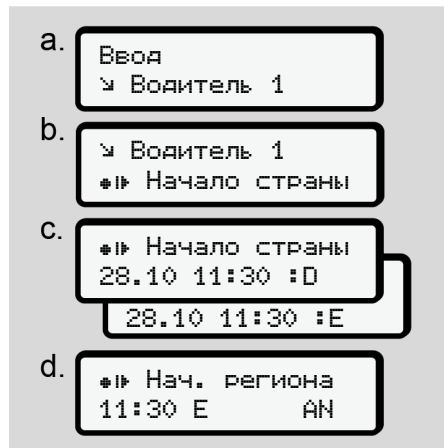 a.
Ввод
↘ Водитель 1
b.
↘ Водитель 1
●I▶ Начало страны
c.
●I▶ Начало страны
28.10 11:30 :D
28.10 11:30 :E
d.
●I▶ Нач. региона
11:30 E AN